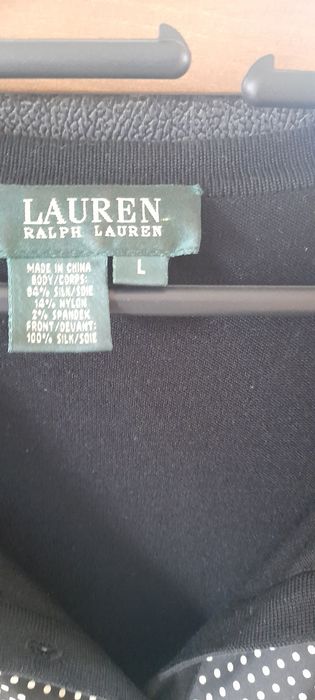 LAUREN
RALPH LAUREN
L
MADE IN CHINA
BODY/CORPS:
84% SILK/SOIE
14% NYLON
2% SPANDEX
FRONT/DEVANT:
100% SILK/SOIE